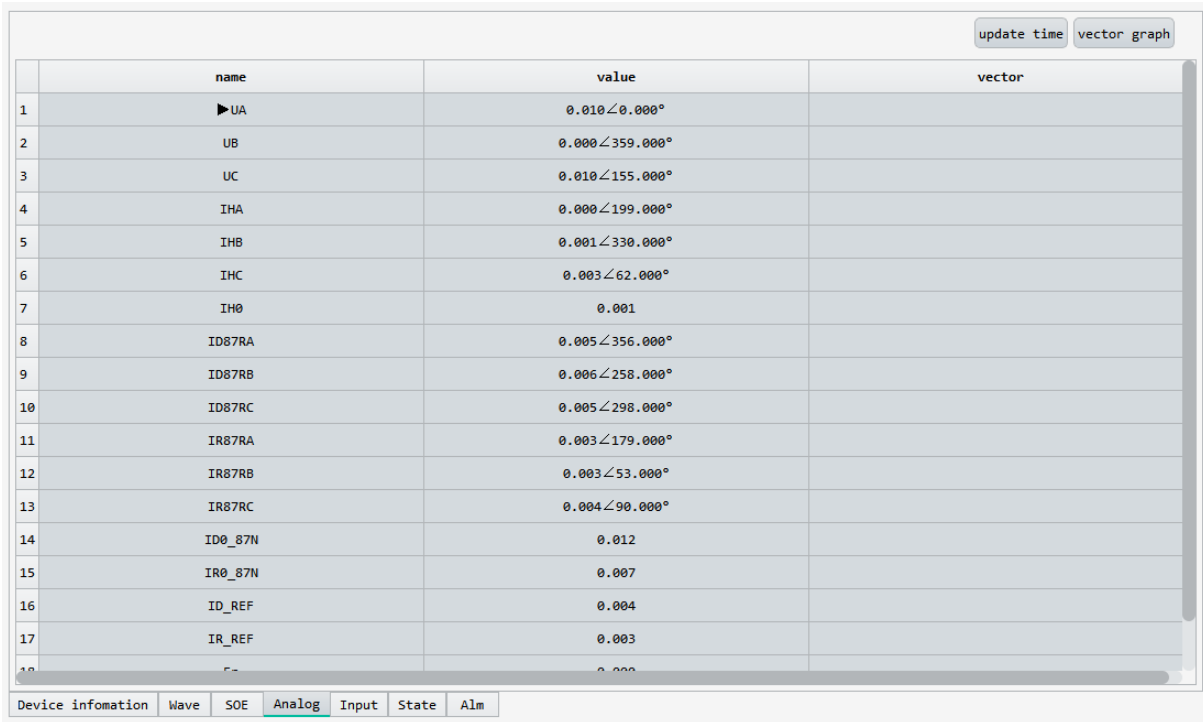 update time vector graph
name value vector
1 ▶UA 0.010∠0.000°
2 UB 0.000∠359.000°
3 UC 0.010∠155.000°
4 IHA 0.000∠199.000°
5 IHB 0.001∠330.000°
6 IHC 0.003∠62.000°
7 IH0 0.001
8 ID87RA 0.005∠356.000°
9 ID87RB 0.006∠258.000°
10 ID87RC 0.005∠298.000°
11 IR87RA 0.003∠179.000°
12 IR87RB 0.003∠53.000°
13 IR87RC 0.004∠90.000°
14 ID0_87N 0.012
15 IR0_87N 0.007
16 ID_REF 0.004
17 IR_REF 0.003
Device infomation Wave SOE Analog Input State Alm